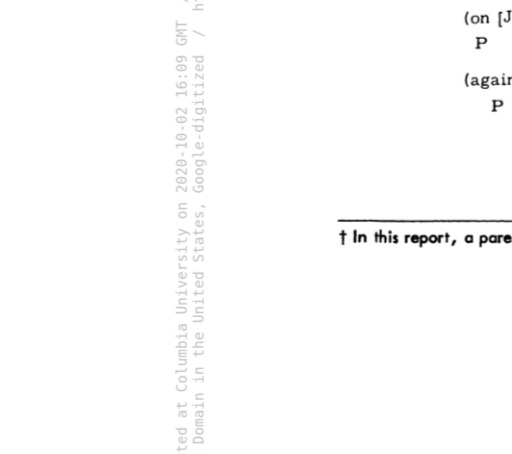 (on [J
P
(again
P
† In this report, a pare
ted at Columbia University on 2020-10-02 16:09 GMT
Domain in the United States, Google-digitized /